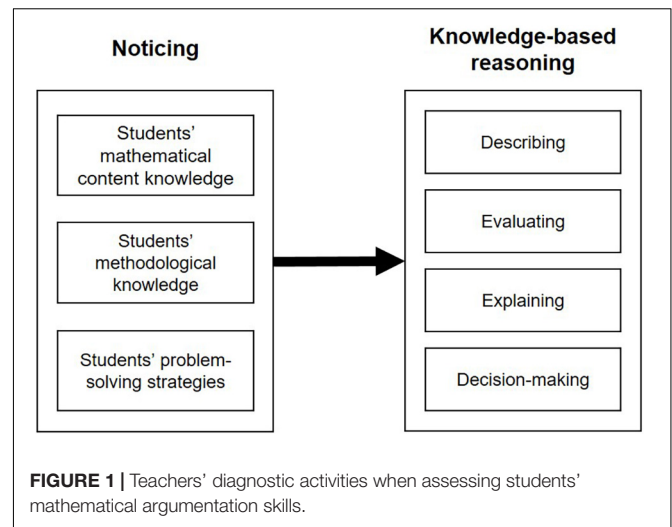 Noticing
Students’
mathematical
content knowledge
Students’
methodological
knowledge
Students’ problem-
solving strategies
Knowledge-based
reasoning
Describing
Evaluating
Explaining
Decision-making
FIGURE 1 | Teachers’ diagnostic activities when assessing students’
mathematical argumentation skills.